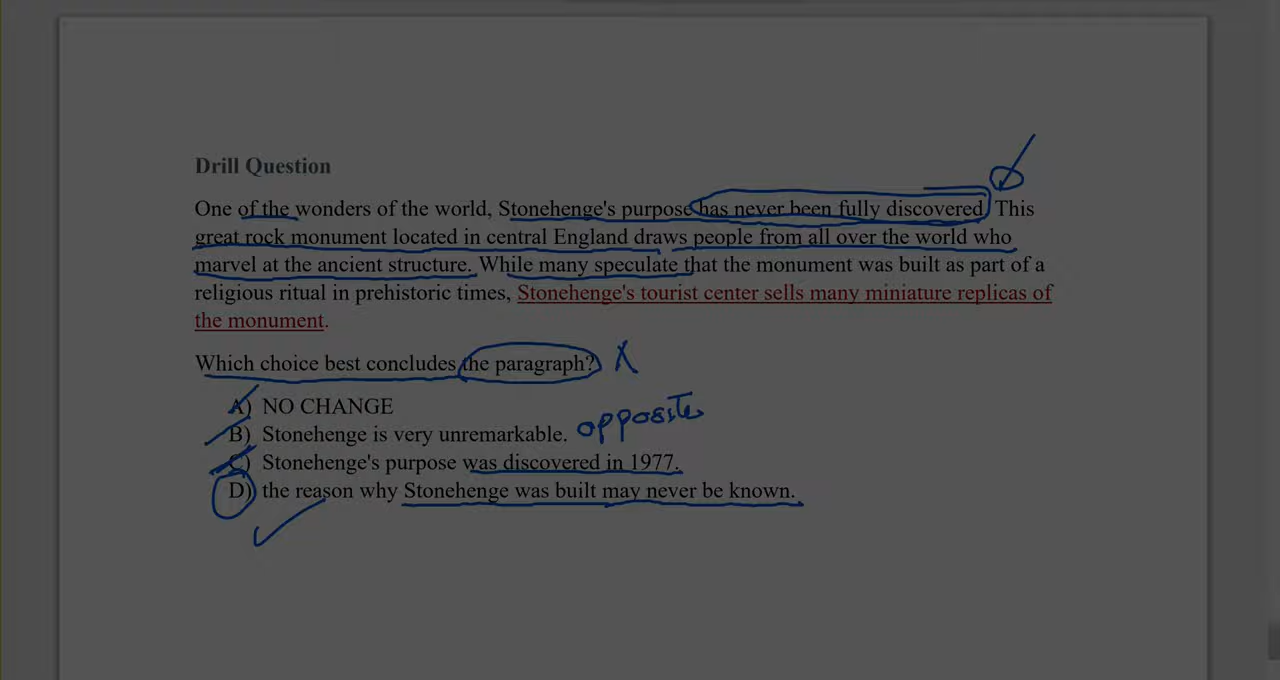 Drill Question
One of the wonders of the world, Stonehenge's purpose has never been fully discovered. This
great rock monument located in central England draws people from all over the world who
marvel at the ancient structure. While many speculate that the monument was built as part of a
religious ritual in prehistoric times, Stonehenge's tourist center sells many miniature replicas of
the monument.
Which choice best concludes the paragraph? X
A) NO CHANGE
B) Stonehenge is very unremarkable. opposite
C) Stonehenge's purpose was discovered in 1977.
D) the reason why Stonehenge was built may never be known.